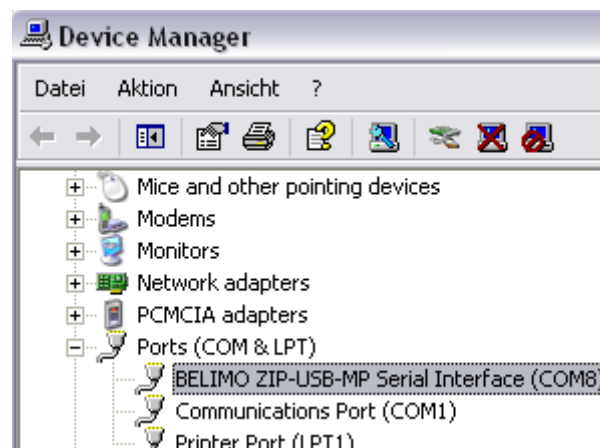 Device Manager
Datei Aktion Ansicht ?
Mice and other pointing devices
Modems
Monitors
Network adapters
PCMCIA adapters
Ports (COM & LPT)
BELIMO ZIP-USB-MP Serial Interface (COM8)
Communications Port (COM1)
Printer Port (LPT1)